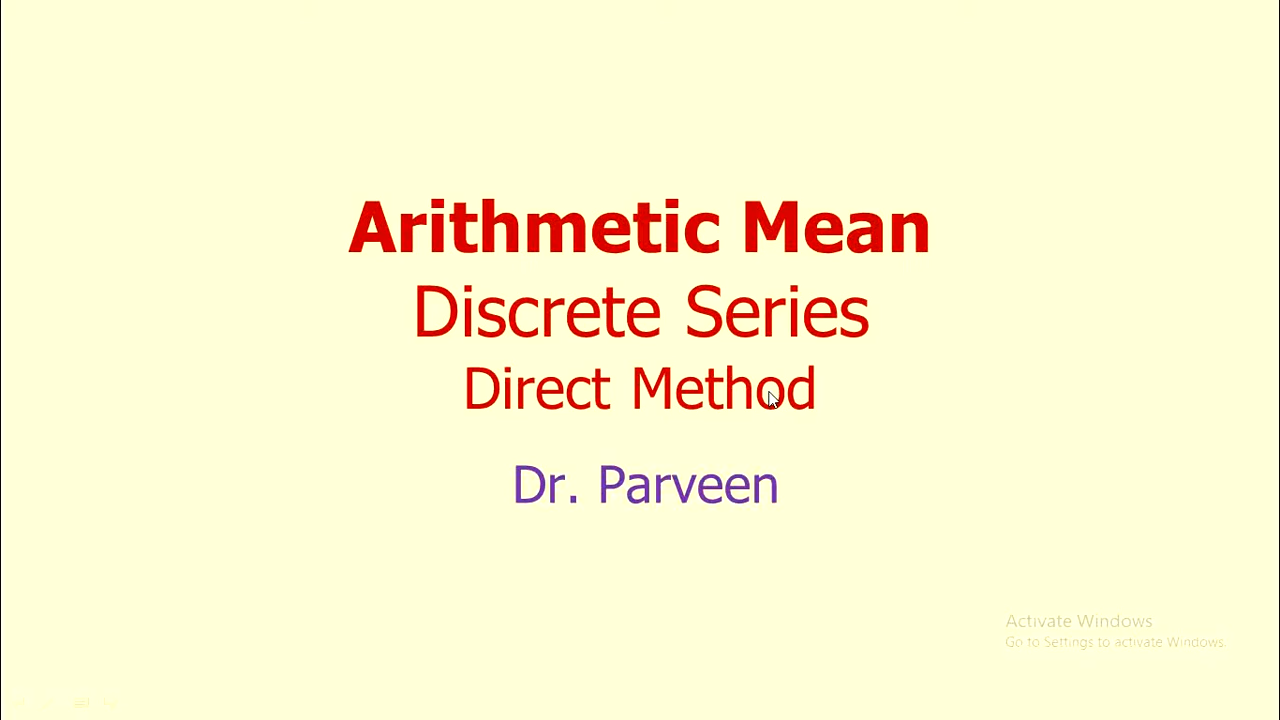 Arithmetic Mean
Discrete Series
Direct Method
Dr. Parveen
Activate Windows
Go to Settings to activate Windows.